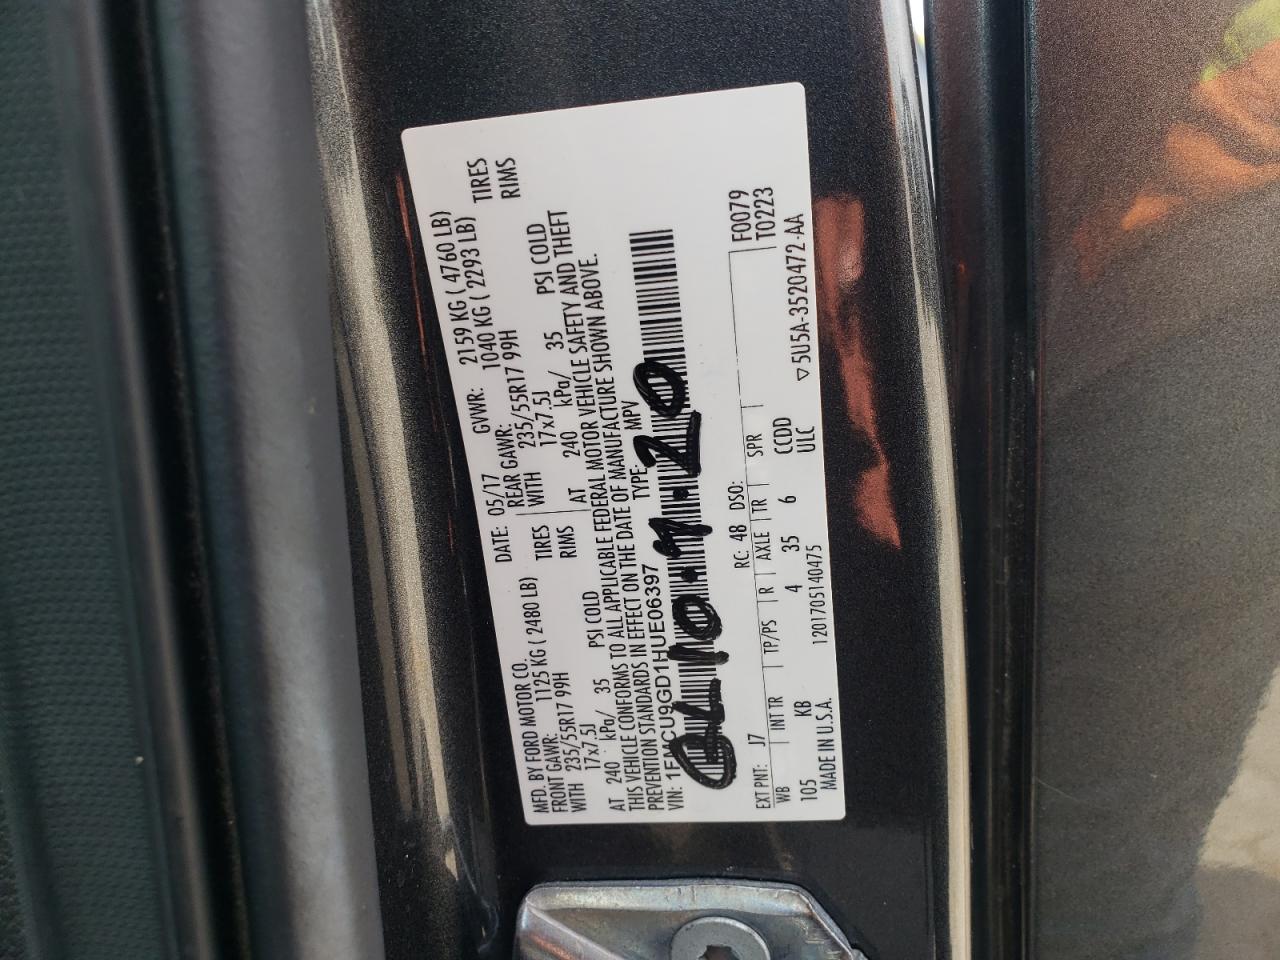 MFD. BY FORD MOTOR CO.
DATE: 05/17 GVWR: 2159 KG ( 4760 LB)
FRONT GAWR: 1125 KG ( 2480 LB) REAR GAWR: 1040 KG ( 2293 LB)
WITH 235/55R17 99H TIRES WITH 235/55R17 99H TIRES
17x7.5J RIMS 17x7.5J RIMS
AT 240 kPa/ 35 PSI COLD AT 240 kPa/ 35 PSI COLD
THIS VEHICLE CONFORMS TO ALL APPLICABLE FEDERAL MOTOR VEHICLE SAFETY AND THEFT
PREVENTION STANDARDS IN EFFECT ON THE DATE OF MANUFACTURE SHOWN ABOVE.
VIN: 1FMCU9GD1HUE06397 TYPE: MPV
F0079
T0223
EXT PNT: J7 RC: 48 DSO:
WB INT TR TP/PS R AXLE TR SPR
105 KB 4 35 6 CCDD
MADE IN U.S.A. 1201705140475 ULC
▽5U5A-3520472-AA